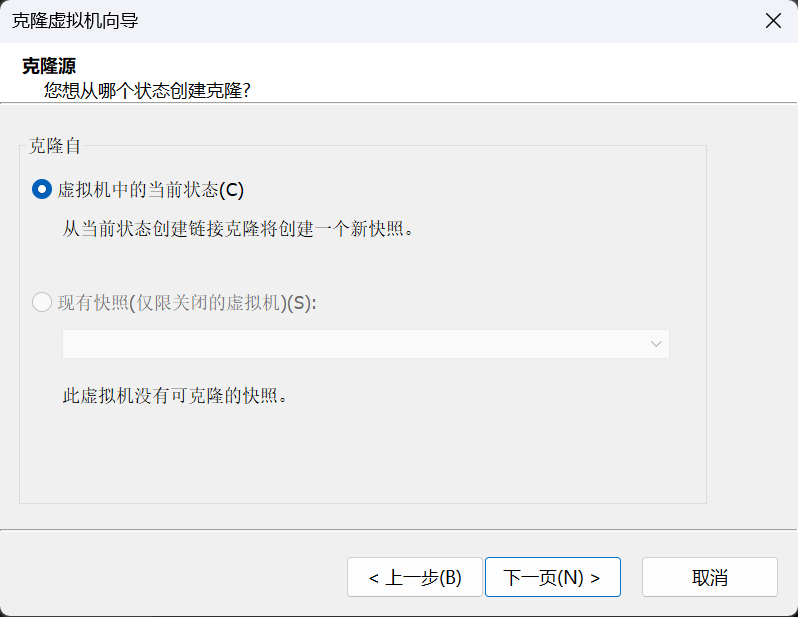 克隆虚拟机向导
克隆源
您想从哪个状态创建克隆?
克隆自
虚拟机中的当前状态(C)
从当前状态创建链接克隆将创建一个新快照。
现有快照(仅限关闭的虚拟机)(S):
此虚拟机没有可克隆的快照。
< 上一步(B) 下一页(N) > 取消